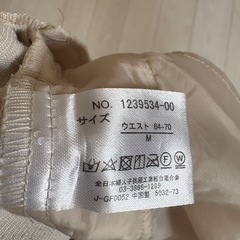 NO. 1239534-00
サイズ
ウエスト 64-70
M
全日本婦人子供服工業組合連合会
03-3866-1289
J-GF0052 中国製 5032-73